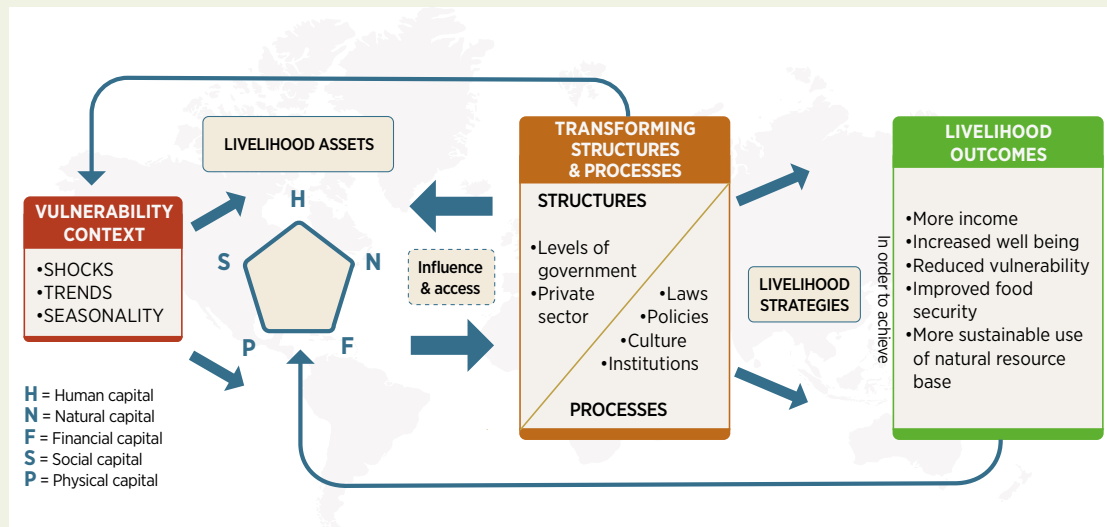 LIVELIHOOD ASSETS
VULNERABILITY
CONTEXT
•SHOCKS
•TRENDS
•SEASONALITY
H
S
N
P
F
H = Human capital
N = Natural capital
F = Financial capital
S = Social capital
P = Physical capital
Influence
& access
TRANSFORMING
STRUCTURES
& PROCESSES
STRUCTURES
•Levels of
government
•Private
sector
•Laws
•Policies
•Culture
•Institutions
PROCESSES
LIVELIHOOD
STRATEGIES
In order to achieve
LIVELIHOOD
OUTCOMES
•More income
•Increased well being
•Reduced vulnerability
•Improved food
security
•More sustainable use
of natural resource
base